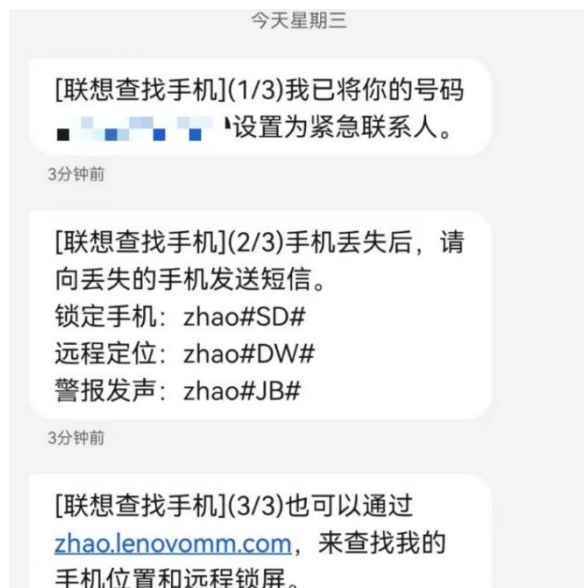 今天星期三
[联想查找手机](1/3)我已将你的号码
设置为紧急联系人。
3分钟前
[联想查找手机](2/3)手机丢失后，请
向丢失的手机发送短信。
锁定手机：zhao#SD#
远程定位：zhao#DW#
警报发声：zhao#JB#
3分钟前
[联想查找手机](3/3)也可以通过
zhao.lenovomm.com，来查找我的
手机位置和远程锁屏。